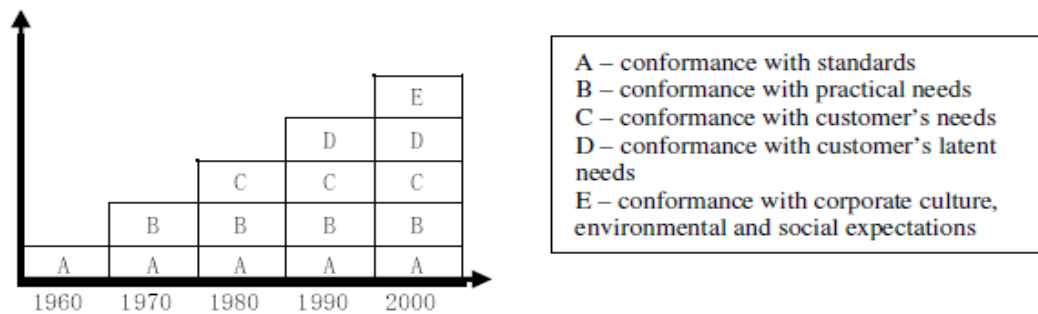 E
D D
C C C
B B B B
A A A A A
1960 1970 1980 1990 2000
A – conformance with standards
B – conformance with practical needs
C – conformance with customer's needs
D – conformance with customer's latent
needs
E – conformance with corporate culture,
environmental and social expectations